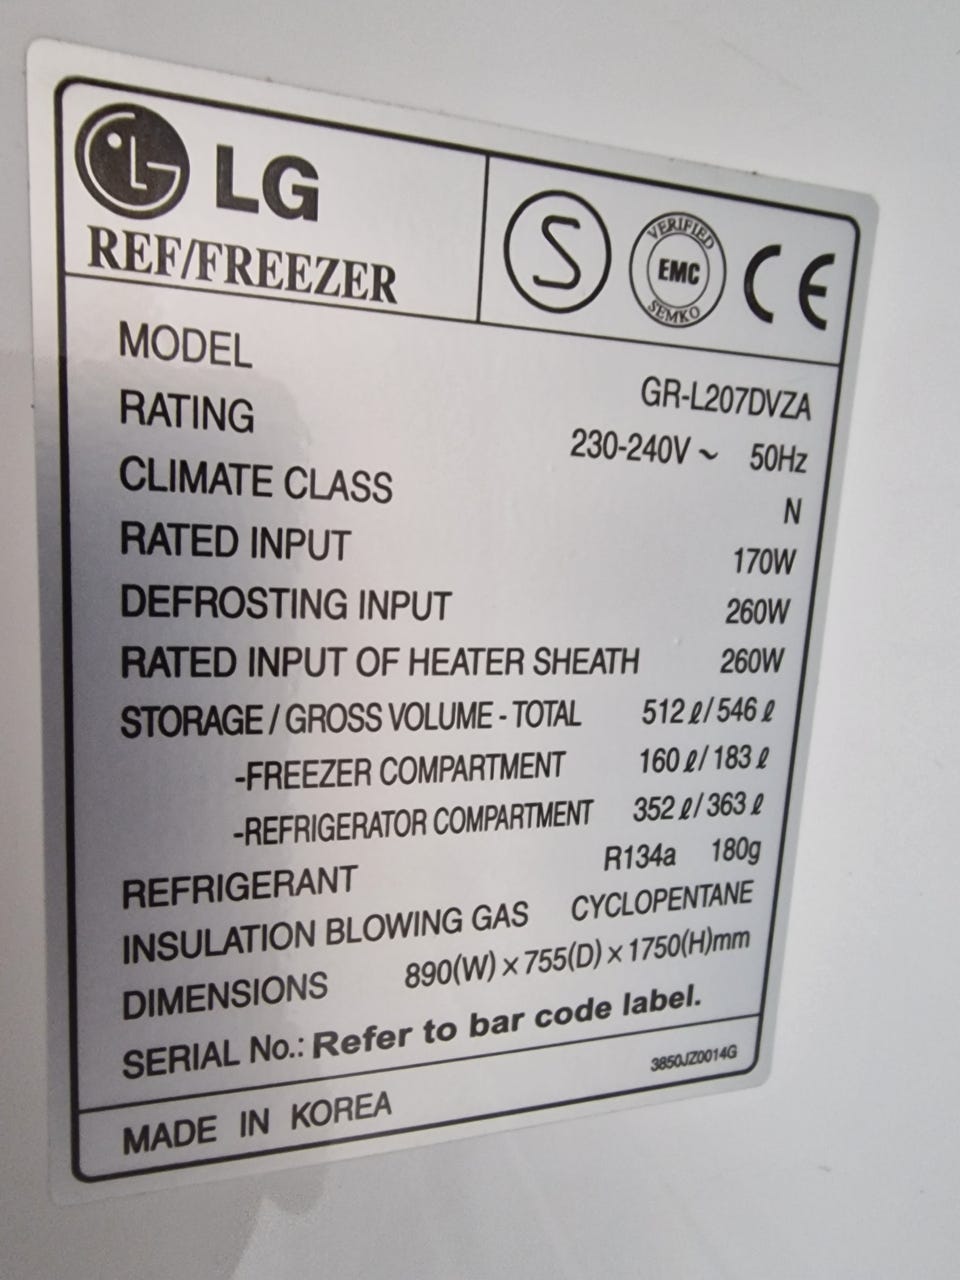 LG
REF/FREEZER
S
VERIFIED
EMC
SEMKO
CE
MODEL GR-L207DVZA
RATING 230-240V ~ 50Hz
CLIMATE CLASS N
RATED INPUT 170W
DEFROSTING INPUT 260W
RATED INPUT OF HEATER SHEATH 260W
STORAGE / GROSS VOLUME - TOTAL 512 ℓ / 546 ℓ
-FREEZER COMPARTMENT 160 ℓ / 183 ℓ
-REFRIGERATOR COMPARTMENT 352 ℓ / 363 ℓ
REFRIGERANT R134a 180g
INSULATION BLOWING GAS CYCLOPENTANE
DIMENSIONS 890(W) × 755(D) × 1750(H)mm
SERIAL No.: Refer to bar code label.
3850JZ0014G
MADE IN KOREA